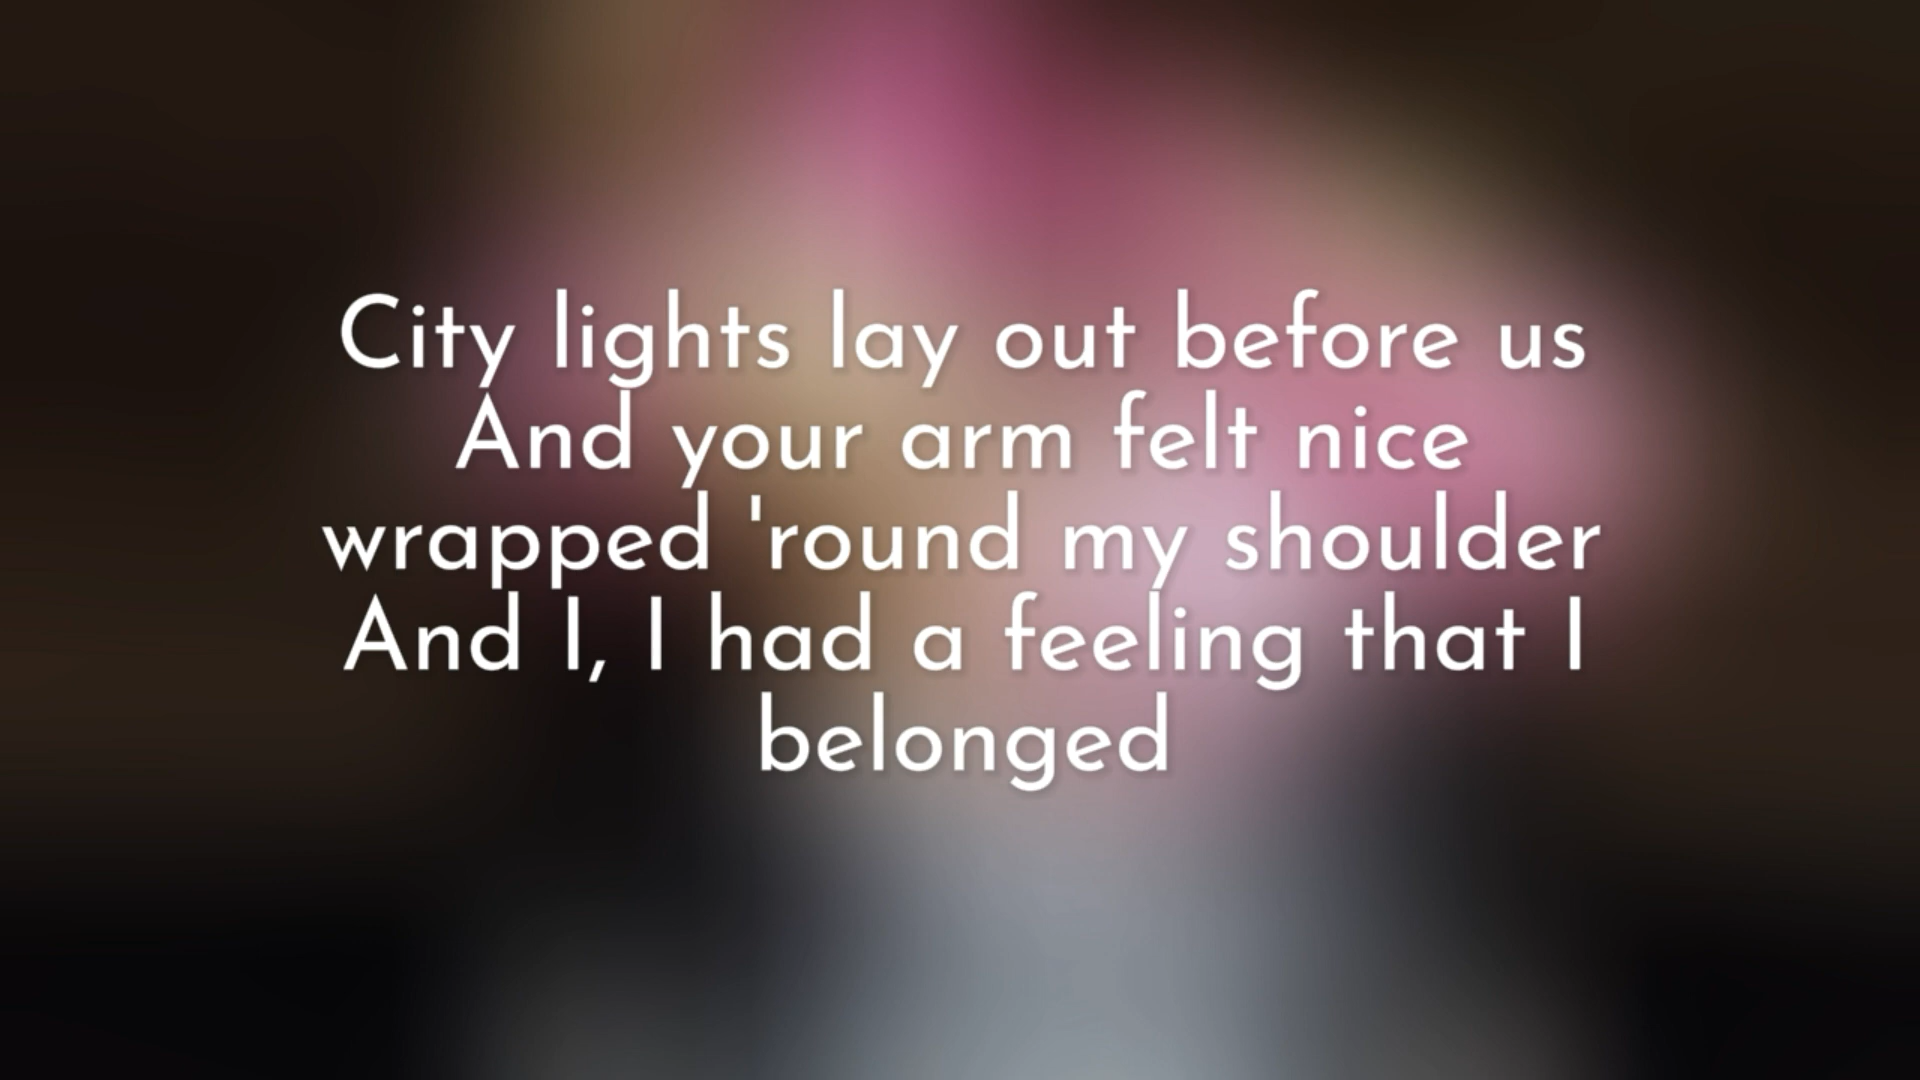 City lights lay out before us
And your arm felt nice
wrapped 'round my shoulder
And I, I had a feeling that I
belonged